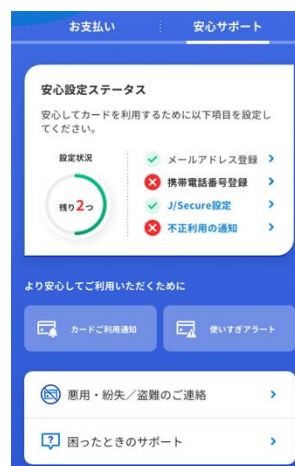 お支払い
安心サポート
安心設定ステータス
安心してカードを利用するために以下項目を設定し
てください。
設定状況
残り2つ
メールアドレス登録
携帯電話番号登録
J/Secure設定
不正利用の通知
より安心してご利用いただくために
カードご利用通知
使いすぎアラート
悪用・紛失／盗難のご連絡
困ったときのサポート